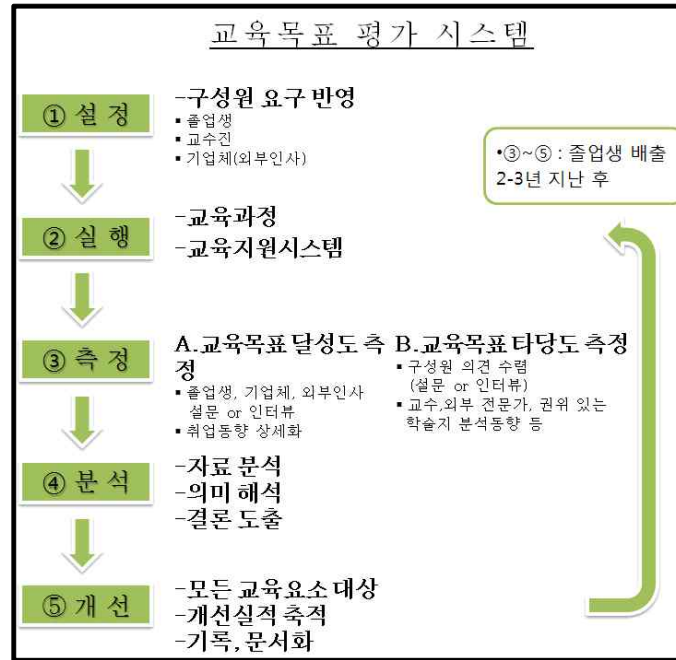 교육목표 평가 시스템
① 설 정
-구성원 요구 반영
▪ 졸업생
▪ 교수진
▪ 기업체(외부인사)
•③~⑤ : 졸업생 배출
2-3년 지난 후
② 실 행
-교육과정
-교육지원시스템
③ 측 정
A.교육목표 달성도 측
정
▪ 졸업생, 기업체, 외부인사
설문 or 인터뷰
▪ 취업동향 상세화
B.교육목표 타당도 측정
▪ 구성원 의견 수렴
(설문 or 인터뷰)
▪ 교수,외부 전문가, 권위 있는
학술지 분석동향 등
④ 분 석
-자료 분석
-의미 해석
-결론 도출
⑤ 개 선
-모든 교육요소 대상
-개선실적 축적
-기록, 문서화